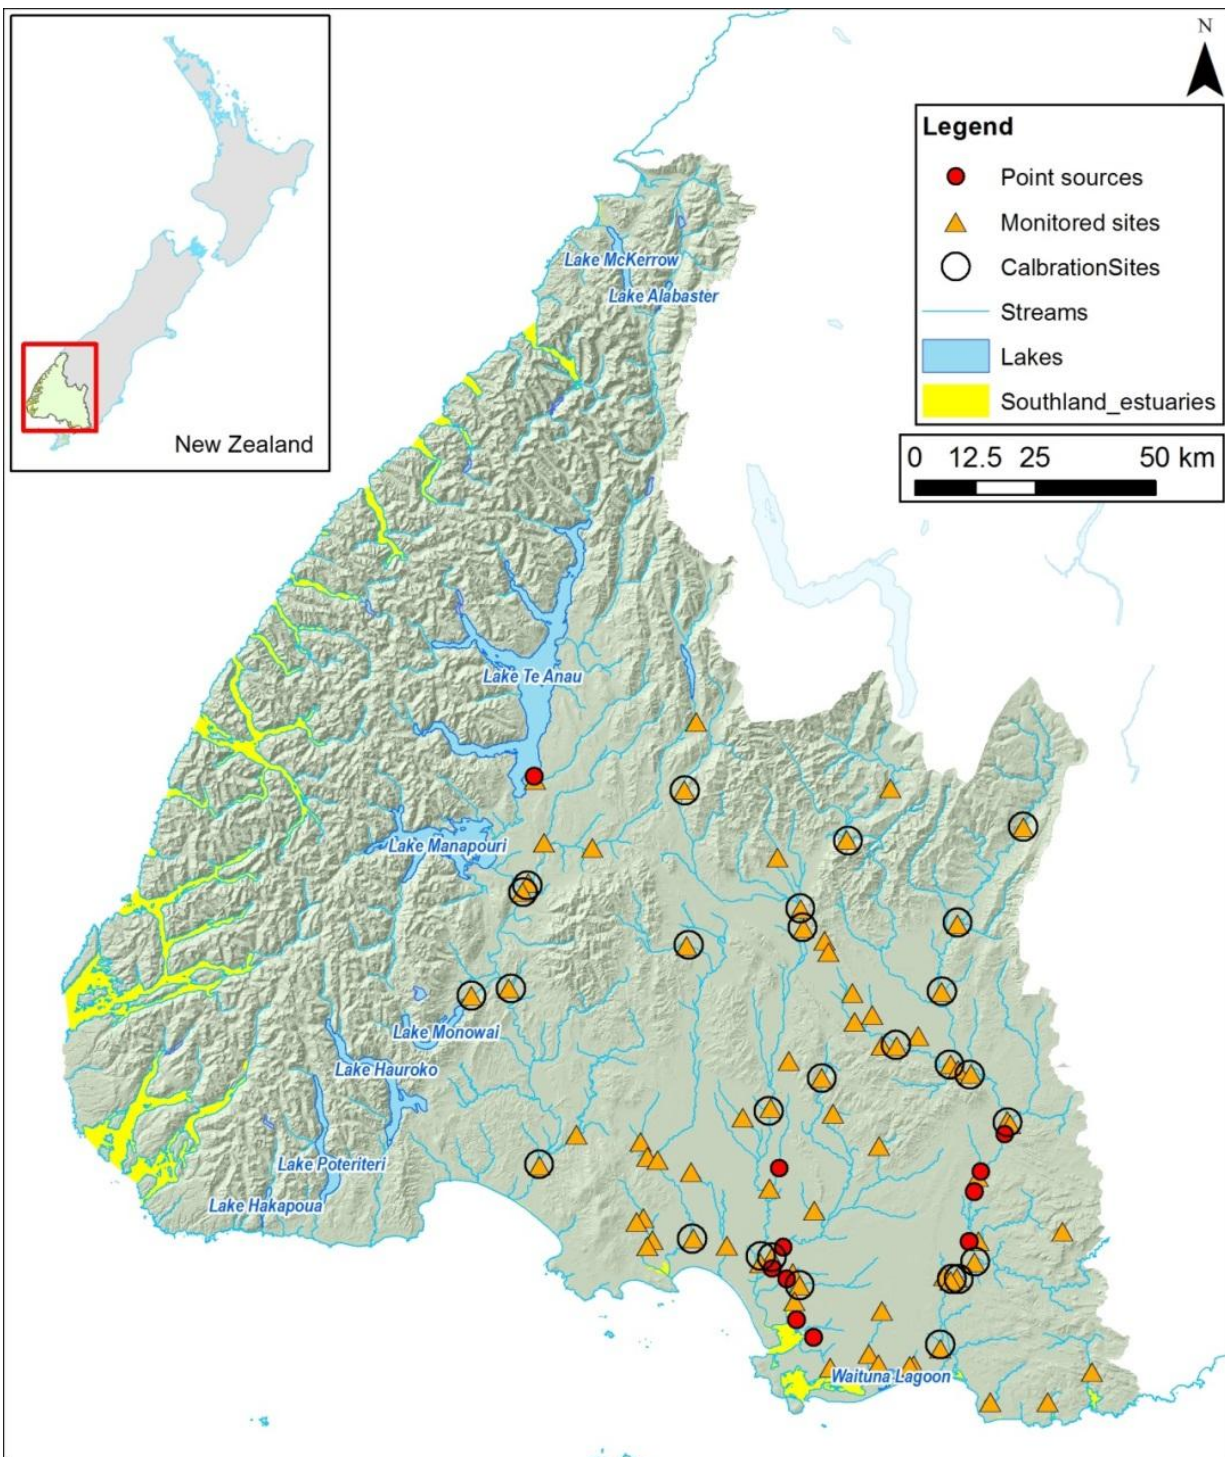 N
Legend
Point sources
Monitored sites
CalbrationSites
Streams
Lakes
Southland_estuaries
0 12.5 25 50 km
New Zealand
Lake McKerrow
Lake Alabaster
Lake Te Anau
Lake Manapouri
Lake Monowai
Lake Hauroko
Lake Poteriteri
Lake Hakapoua
Waituna Lagoon